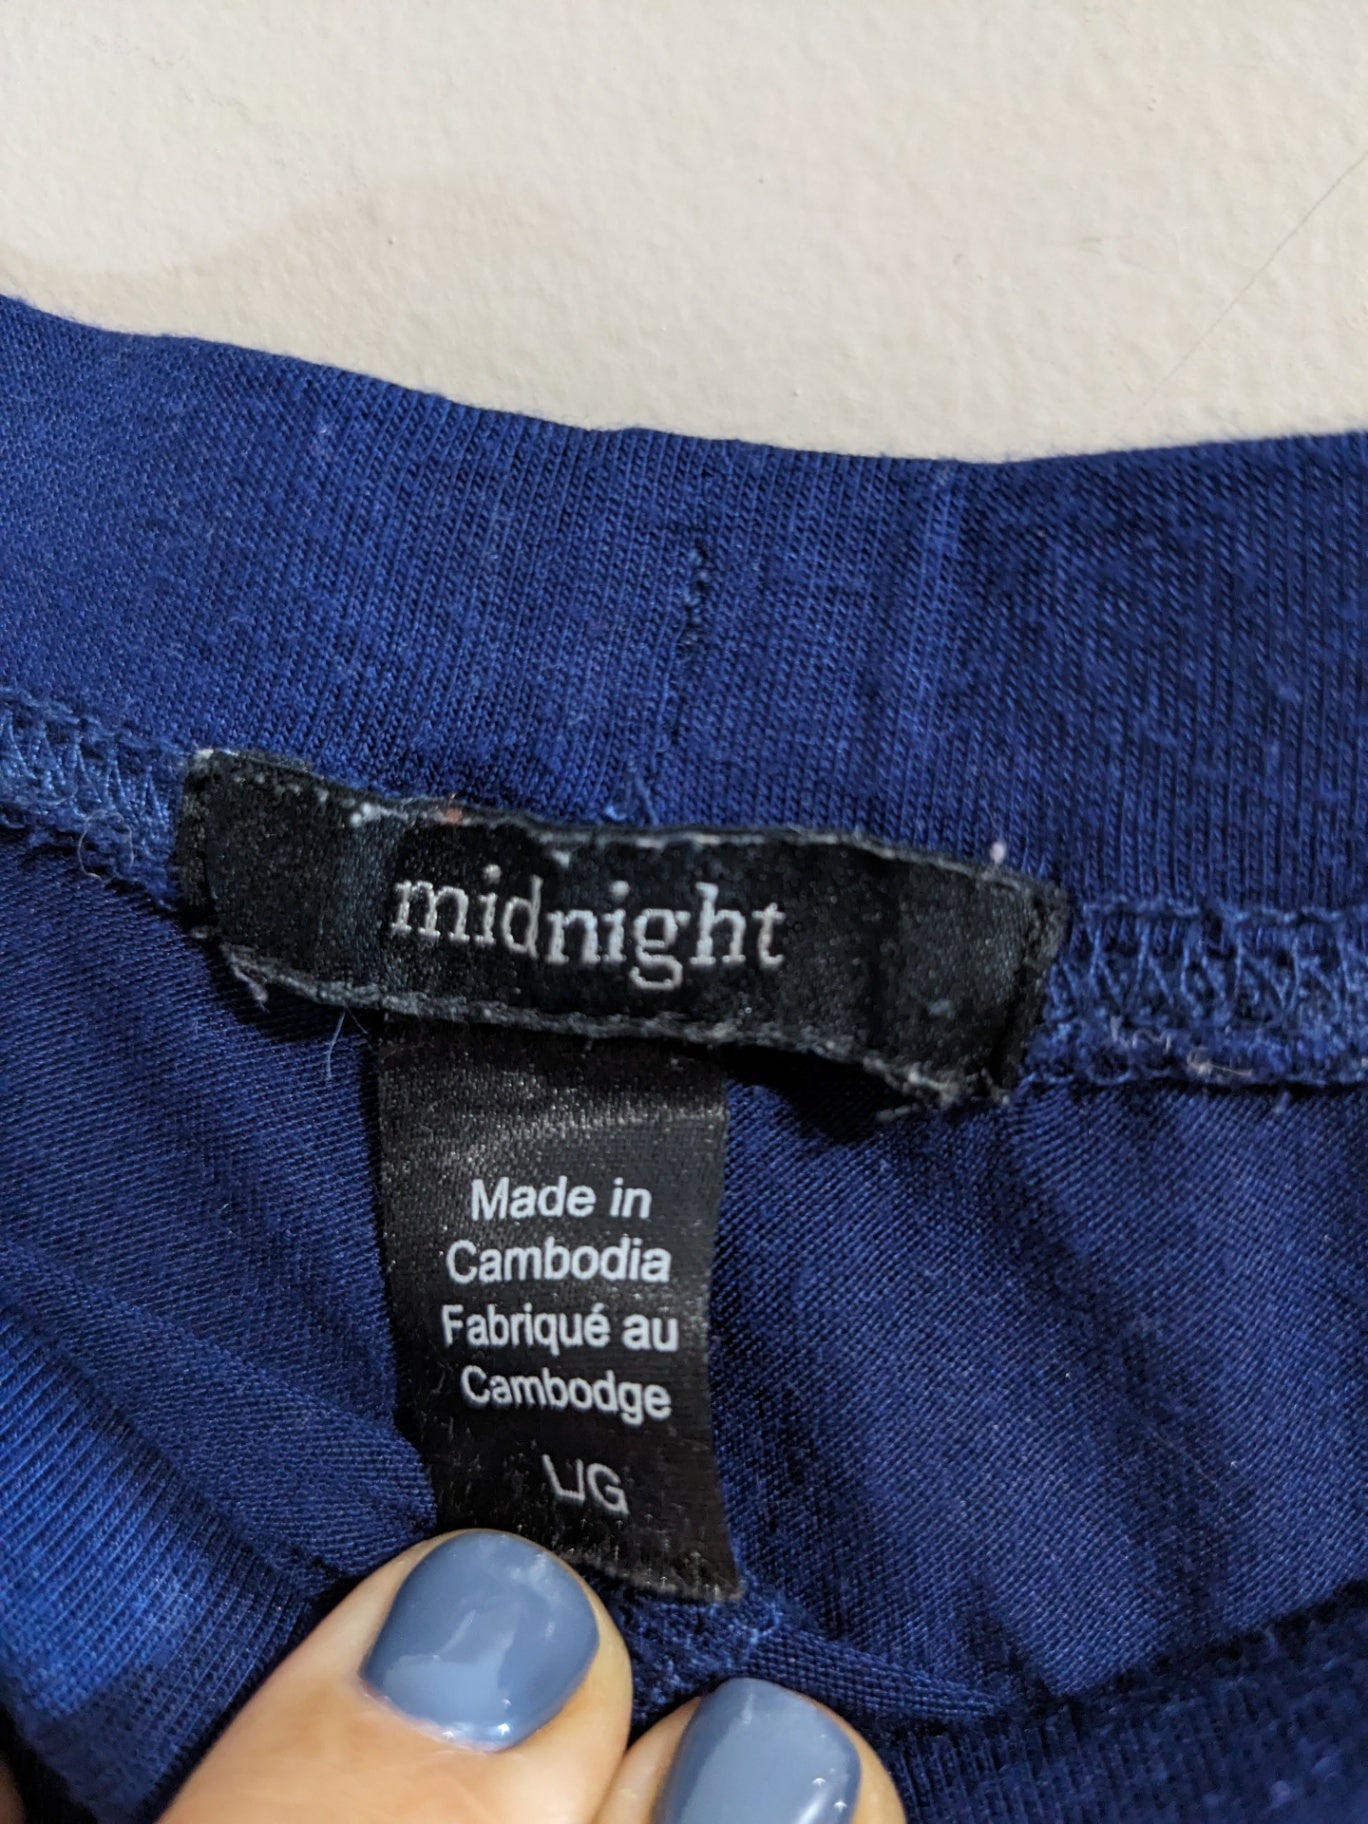 midnight
Made in
Cambodia
Fabriqué au
Cambodge
L/G